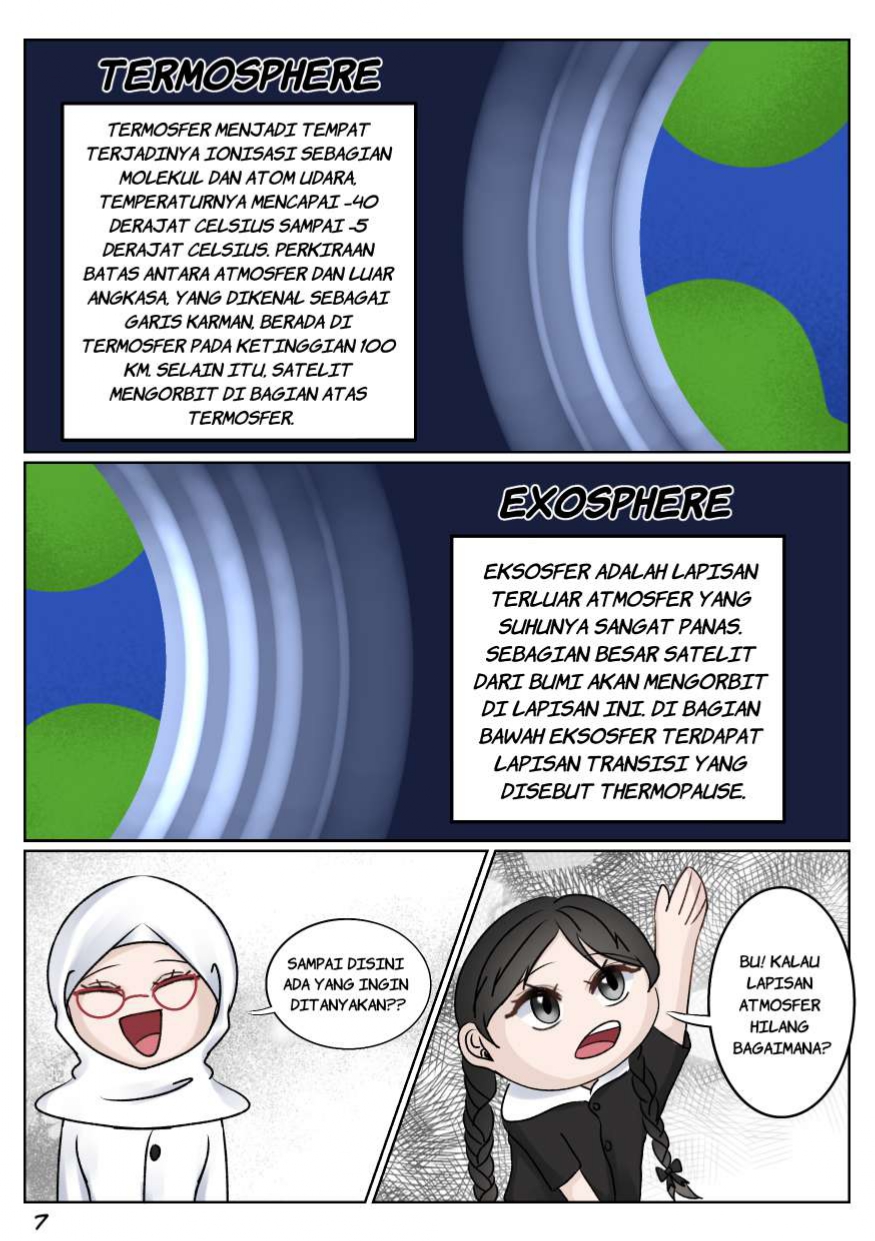 TERMOSPHERE
TERMOSFER MENJADI TEMPAT
TERJADINYA IONISASI SEBAGIAN
MOLEKUL DAN ATOM UDARA,
TEMPERATURNYA MENCAPAI -40
DERAJAT CELSIUS SAMPAI -5
DERAJAT CELSIUS. PERKIRAAN
BATAS ANTARA ATMOSFER DAN LUAR
ANGKASA, YANG DIKENAL SEBAGAI
GARIS KARMAN, BERADA DI
TERMOSFER PADA KETINGGIAN 100
KM. SELAIN ITU, SATELIT
MENGORBIT DI BAGIAN ATAS
TERMOSFER.
EXOSPHERE
EKSOSFER ADALAH LAPISAN
TERLUAR ATMOSFER YANG
SUHUNYA SANGAT PANAS.
SEBAGIAN BESAR SATELIT
DARI BUMI AKAN MENGORBIT
DI LAPISAN INI. DI BAGIAN
BAWAH EKSOSFER TERDAPAT
LAPISAN TRANSISI YANG
DISEBUT THERMOPAUSE.
SAMPAI DISINI
ADA YANG INGIN
DITANYAKAN??
BU! KALAU
LAPISAN
ATMOSFER
HILANG
BAGAIMANA?
7